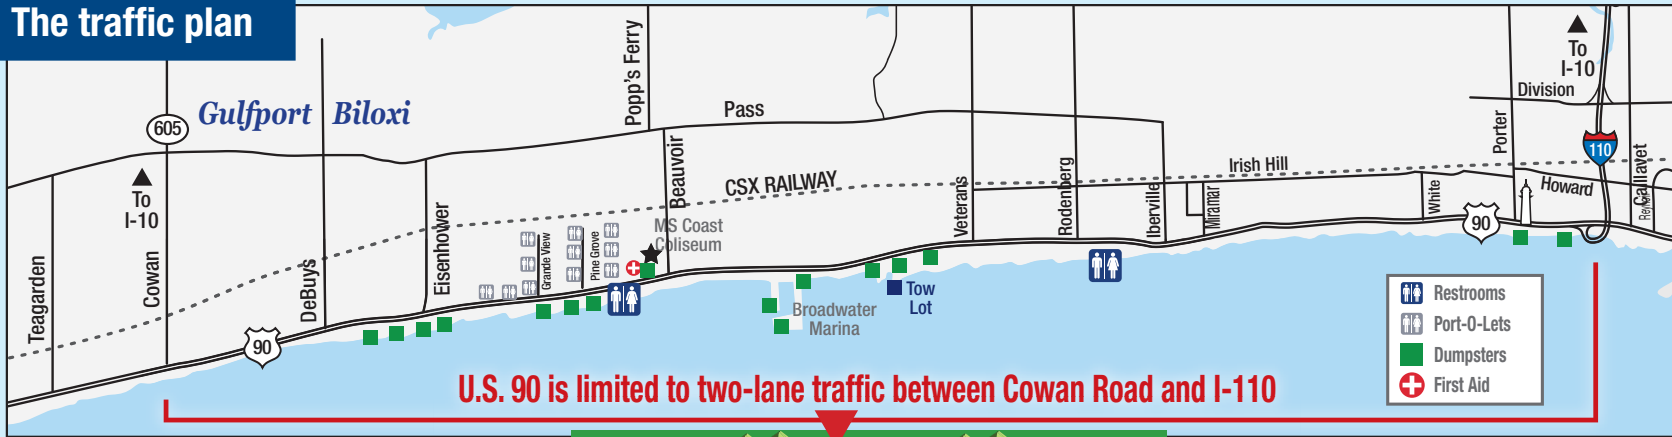 The traffic plan
To
I-10
Popp's Ferry
Division
Gulfport
Biloxi
Pass
605
Porter
110
Irish Hill
Beauvoir
CSX RAILWAY
Howard
Gaillavet
To
I-10
Veterans
Rodenberg
Iberville
Miramar
White
90
MS Coast
Coliseum
Cowan
Eisenhower
Grande View
Pine Grove
Teagarden
DeBuys
90
Broadwater
Marina
Tow
Lot
Restrooms
Port-O-Lets
Dumpsters
First Aid
U.S. 90 is limited to two-lane traffic between Cowan Road and I-110